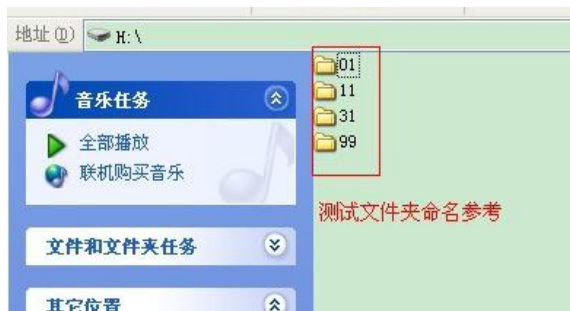 地址(D) H:\
01
11
31
99
测试文件夹命名参考
音乐任务
全部播放
联机购买音乐
文件和文件夹任务
其它位置